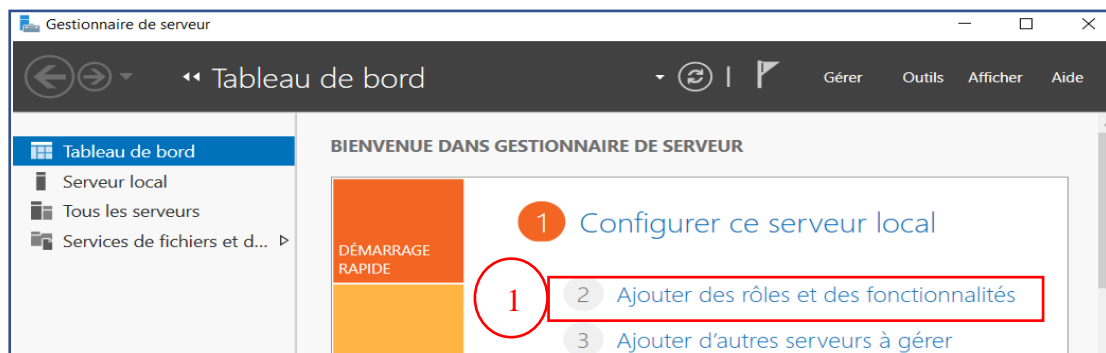 Gestionnaire de serveur
Tableau de bord
Gérer Outils Afficher Aide
Tableau de bord
Serveur local
Tous les serveurs
Services de fichiers et d...
BIENVENUE DANS GESTIONNAIRE DE SERVEUR
DÉMARRAGE
RAPIDE
1 Configurer ce serveur local
1
2 Ajouter des rôles et des fonctionnalités
3 Ajouter d'autres serveurs à gérer